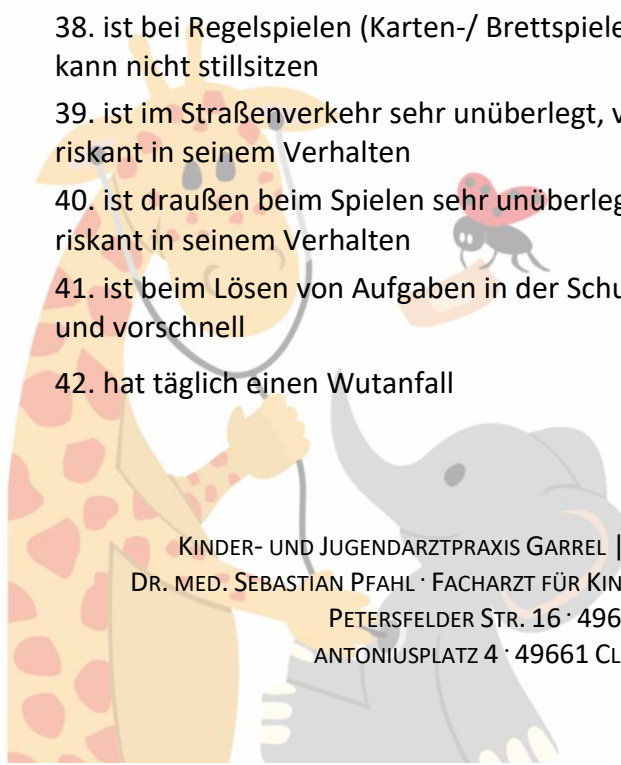 38. ist bei Regelspielen (Karten-/ Brettspiele
kann nicht stillsitzen
39. ist im Straßenverkehr sehr unüberlegt, v
riskant in seinem Verhalten
40. ist draußen beim Spielen sehr unüberleg
riskant in seinem Verhalten
41. ist beim Lösen von Aufgaben in der Schu
und vorschnell
42. hat täglich einen Wutanfall
KINDER- UND JUGENDARZTPRAXIS GARREL |
DR. MED. SEBASTIAN PFAHL · FACHARZT FÜR KIN
PETERSFELDER STR. 16 · 496
ANTONIUSPLATZ 4 · 49661 CL